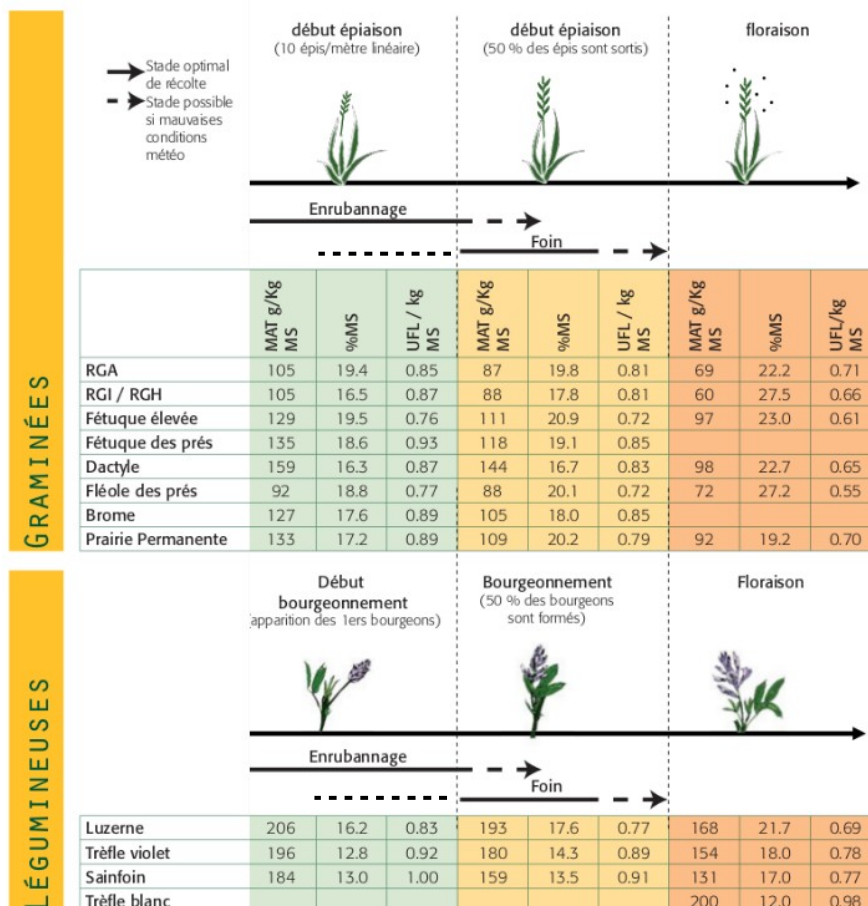 début épiaison
(10 épis/mètre linéaire)
début épiaison
(50 % des épis sont sortis)
floraison
Stade optimal
de récolte
Stade possible
si mauvaises
conditions
météo
Enrubannage
Foin
GRAMINÉES
MAT g/Kg MS %MS UFL / kg MS MAT g/Kg MS %MS UFL / kg MS MAT g/Kg MS %MS UFL/kg MS
RGA 105 19.4 0.85 87 19.8 0.81 69 22.2 0.71
RGI / RGH 105 16.5 0.87 88 17.8 0.81 60 27.5 0.66
Fétuque élevée 129 19.5 0.76 111 20.9 0.72 97 23.0 0.61
Fétuque des prés 135 18.6 0.93 118 19.1 0.85
Dactyle 159 16.3 0.87 144 16.7 0.83 98 22.7 0.65
Fléole des prés 92 18.8 0.77 88 20.1 0.72 72 27.2 0.55
Brome 127 17.6 0.89 105 18.0 0.85
Prairie Permanente 133 17.2 0.89 109 20.2 0.79 92 19.2 0.70
Début
bourgeonnement
(apparition des 1ers bourgeons)
Bourgeonnement
(50 % des bourgeons
sont formés)
Floraison
Enrubannage
Foin
LÉGUMINEUSES
Luzerne 206 16.2 0.83 193 17.6 0.77 168 21.7 0.69
Trèfle violet 196 12.8 0.92 180 14.3 0.89 154 18.0 0.78
Sainfoin 184 13.0 1.00 159 13.5 0.91 131 17.0 0.77
Trèfle blanc 200 12.0 0.98